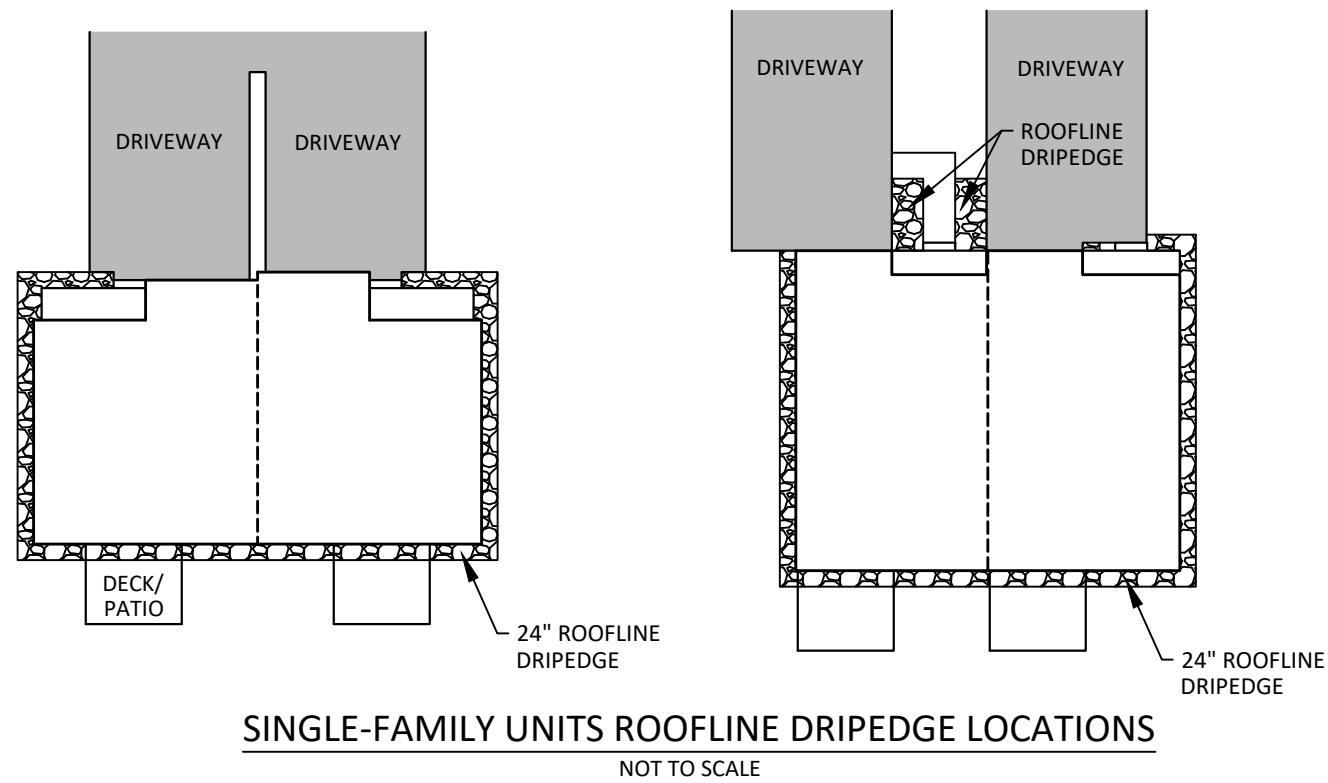 DRIVEWAY
DRIVEWAY
DECK/
PATIO
24" ROOFLINE
DRIPEDGE
DRIVEWAY
DRIVEWAY
ROOFLINE
DRIPEDGE
24" ROOFLINE
DRIPEDGE
SINGLE-FAMILY UNITS ROOFLINE DRIPEDGE LOCATIONS
NOT TO SCALE